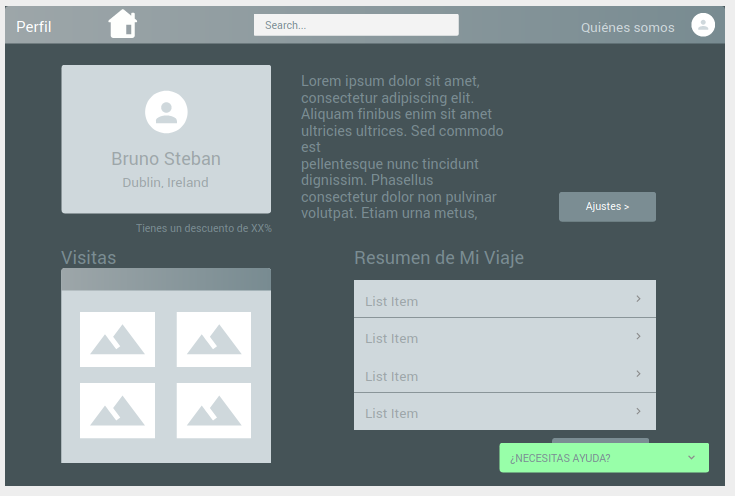 Perfil
Search...
Quiénes somos
Bruno Steban
Dublin, Ireland
Tienes un descuento de XX%
Lorem ipsum dolor sit amet,
consectetur adipiscing elit.
Aliquam finibus enim sit amet
ultricies ultrices. Sed commodo
est
pellentesque nunc tincidunt
dignissim. Phasellus
consectetur dolor non pulvinar
volutpat. Etiam urna metus,
Ajustes >
Visitas
Resumen de Mi Viaje
List Item
List Item
List Item
List Item
¿NECESITAS AYUDA?